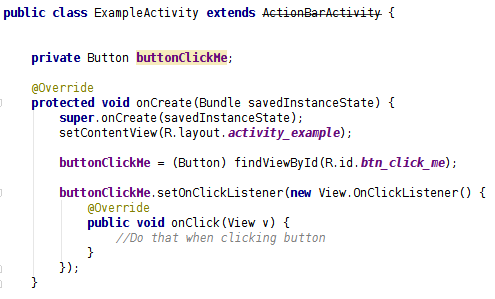 public class ExampleActivity extends ActionBarActivity {
private Button buttonClickMe;
@Override
protected void onCreate(Bundle savedInstanceState) {
super.onCreate(savedInstanceState);
setContentView(R.layout.activity_example);
buttonClickMe = (Button) findViewById(R.id.btn_click_me);
buttonClickMe.setOnClickListener(new View.OnClickListener() {
@Override
public void onClick(View v) {
//Do that when clicking button
}
});
}